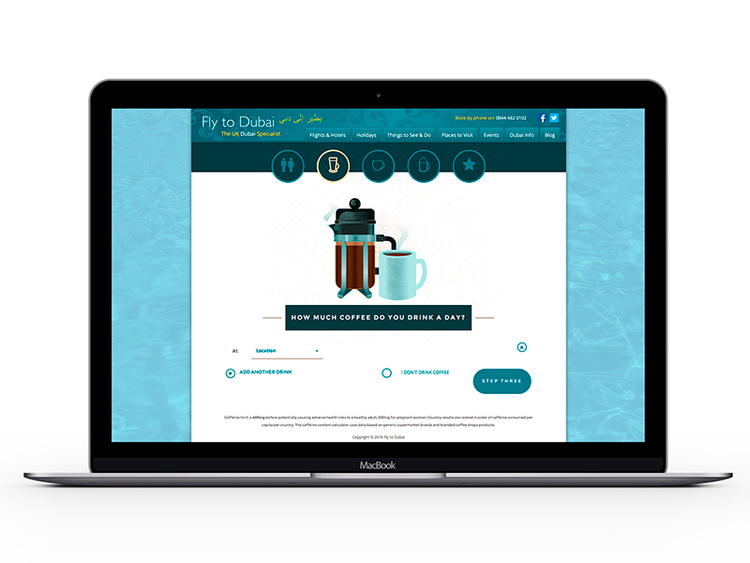 Fly to Dubai يطير إلى دبي
The UK Dubai Specialist
Book by phone on: 0844 482 0102
Flights & Hotels Holidays Things to See & Do Places to Visit Events Dubai Info Blog
HOW MUCH COFFEE DO YOU DRINK A DAY?
At Location
ADD ANOTHER DRINK
I DON'T DRINK COFFEE
STEP THREE
Caffeine limit is 400mg before potentially causing adverse health risks to a healthy adult, 200mg for pregnant women. Country results are ranked in order of caffeine consumed per
capita per country. The caffeine content calculator uses data based on generic supermarket brands and branded coffee shops products.
Copyright © 2016 Fly to Dubai
MacBook